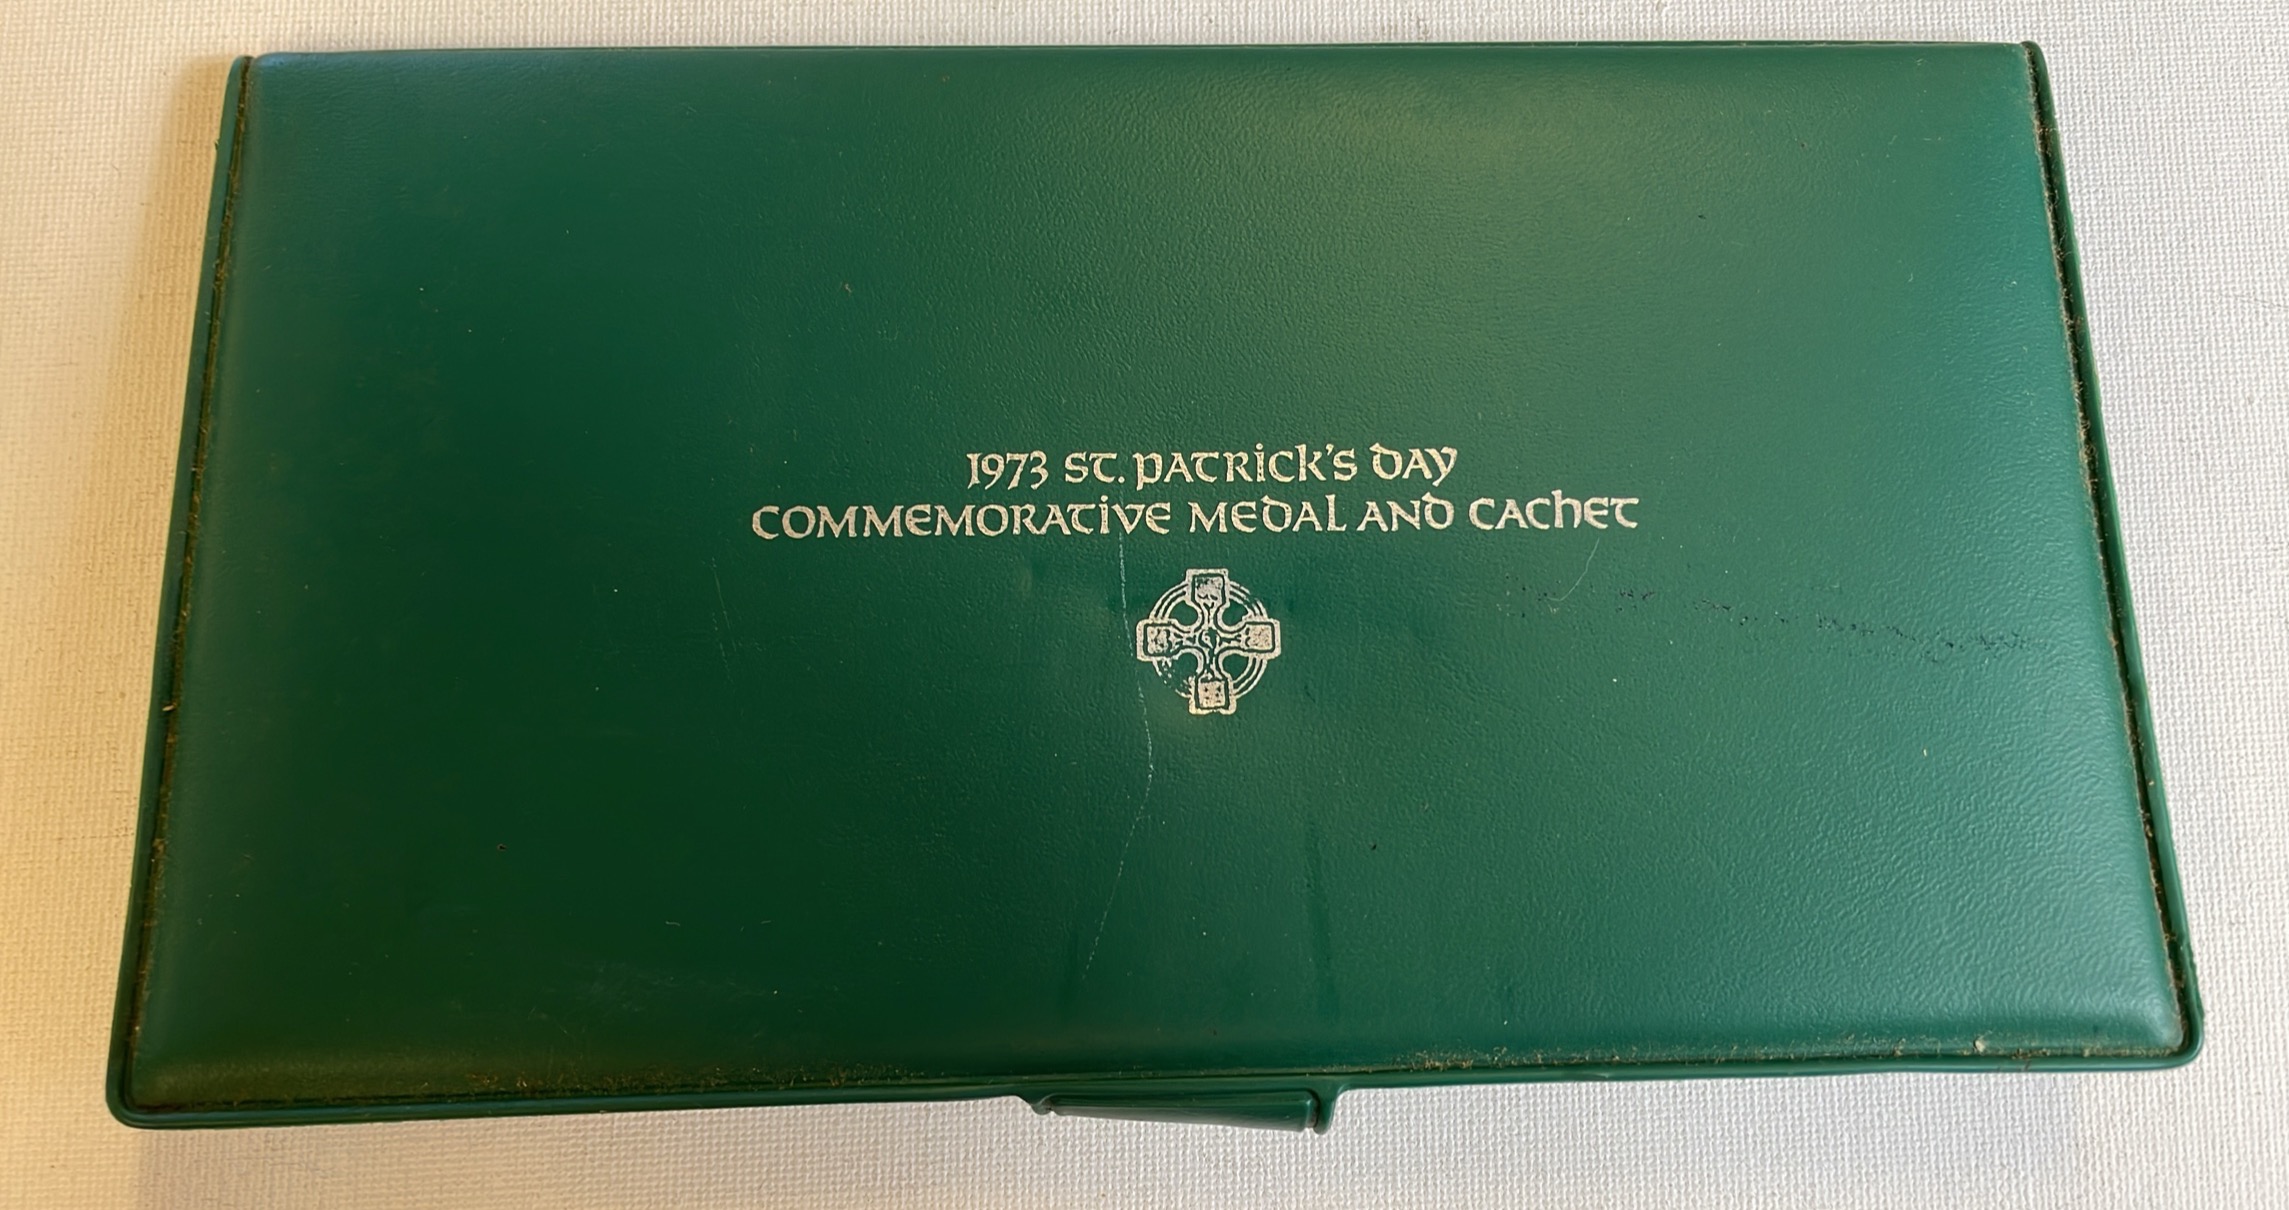 1973 ST. PATRICK'S DAY
COMMEMORATIVE MEDAL AND CACHET